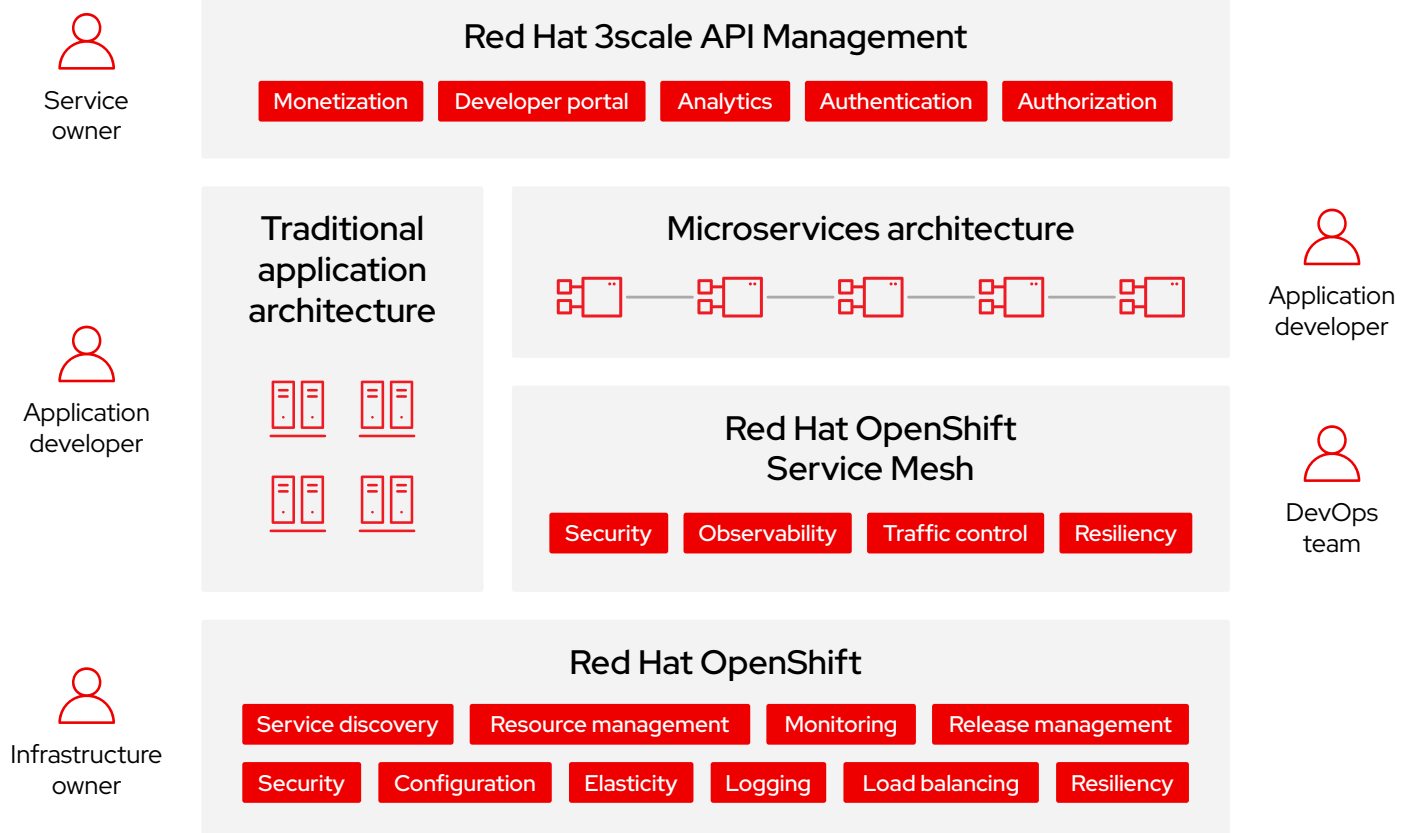 Red Hat 3scale API Management
Service
owner
Monetization
Developer portal
Analytics
Authentication
Authorization
Traditional
application
architecture
Application
developer
Microservices architecture
Application
developer
Red Hat OpenShift
Service Mesh
Security
Observability
Traffic control
Resiliency
DevOps
team
Red Hat OpenShift
Infrastructure
owner
Service discovery
Resource management
Monitoring
Release management
Security
Configuration
Elasticity
Logging
Load balancing
Resiliency